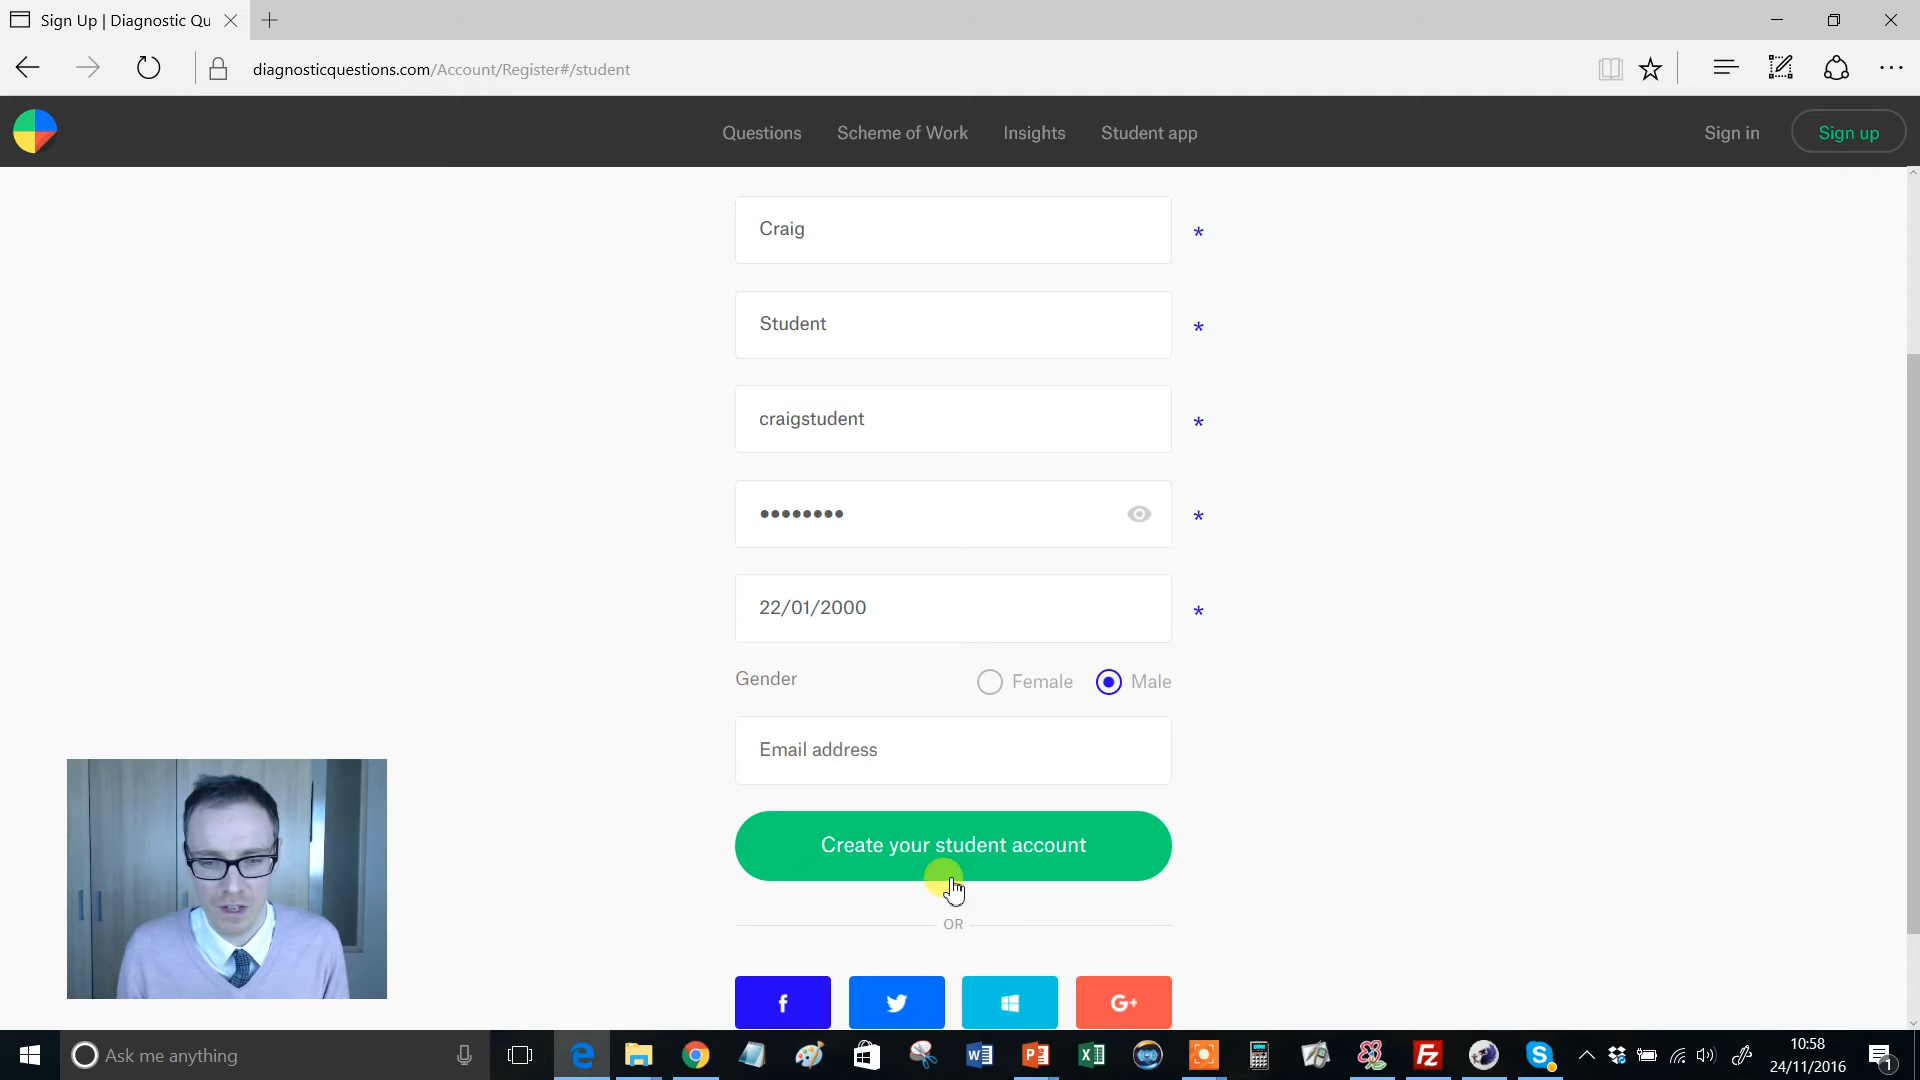 Sign Up | Diagnostic Qu
diagnosticquestions.com/Account/Register#/student
Questions
Scheme of Work
Insights
Student app
Sign in
Sign up
Craig
*
Student
*
craigstudent
*
*
22/01/2000
*
Gender
Female
Male
Email address
Create your student account
OR
f
G+
Ask me anything
10:58
24/11/2016
1